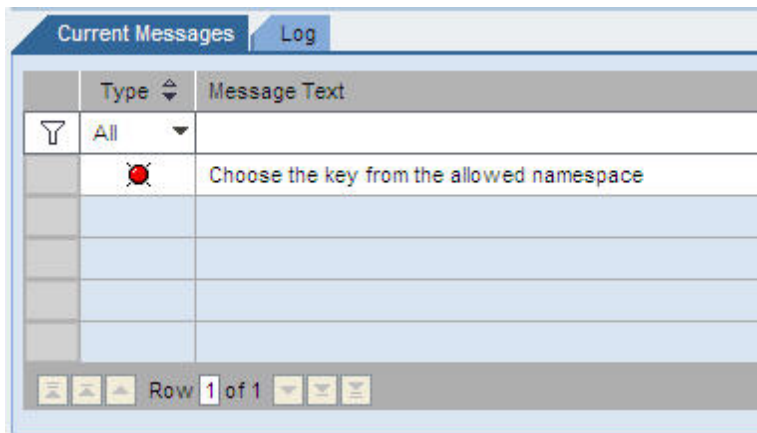 Current Messages Log
Type Message Text
All
Choose the key from the allowed namespace
Row 1 of 1